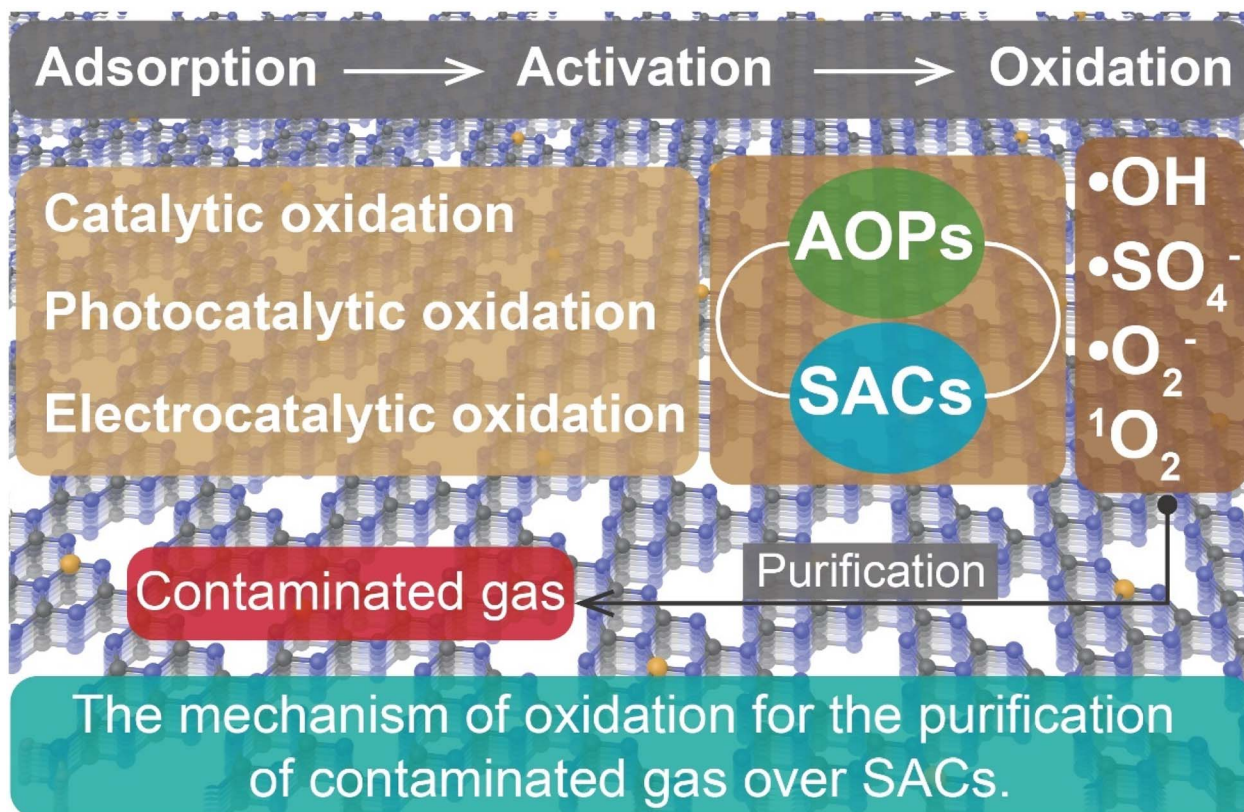 Adsorption → Activation → Oxidation
Catalytic oxidation
Photocatalytic oxidation
Electrocatalytic oxidation
AOPs
SACs
•OH
•SO₄⁻
•O₂⁻
¹O₂
Purification
Contaminated gas
The mechanism of oxidation for the purification
of contaminated gas over SACs.